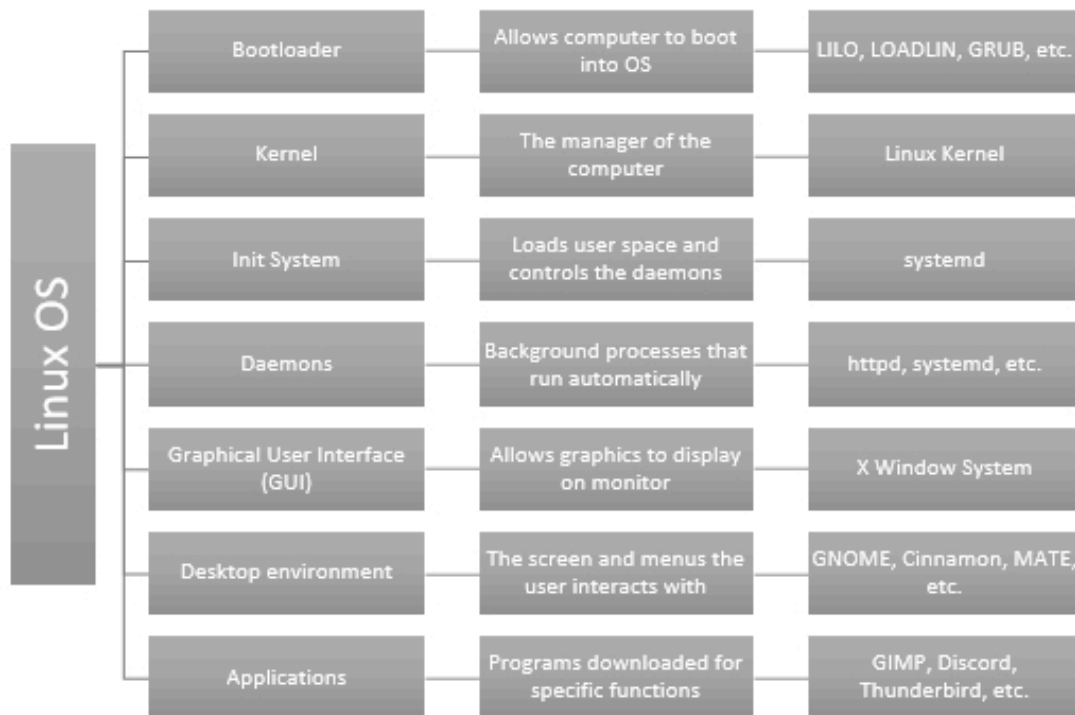 Linux OS
Bootloader
Allows computer to boot
into OS
LILO, LOADLIN, GRUB, etc.
Kernel
The manager of the
computer
Linux Kernel
Init System
Loads user space and
controls the daemons
systemd
Daemons
Background processes that
run automatically
httpd, systemd, etc.
Graphical User Interface
(GUI)
Allows graphics to display
on monitor
X Window System
Desktop environment
The screen and menus the
user interacts with
GNOME, Cinnamon, MATE,
etc.
Applications
Programs downloaded for
specific functions
GIMP, Discord,
Thunderbird, etc.